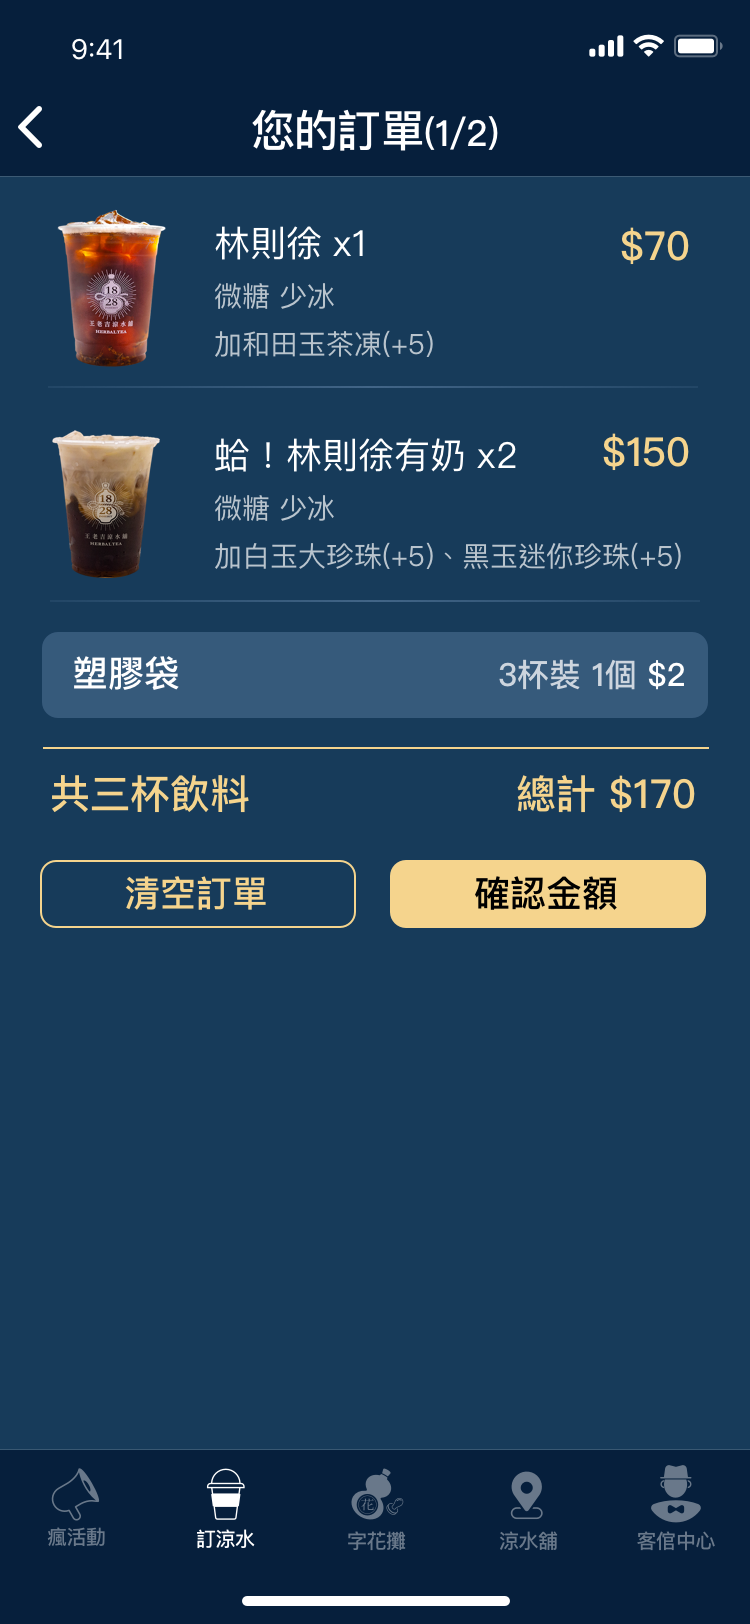 9:41
您的訂單(1/2)
18
28
王老吉涼水舖
HERBALTEA
林則徐 x1
$70
微糖 少冰
加和田玉茶凍(+5)
18
28
王老吉涼水舖
HERBALTEA
蛤！林則徐有奶 x2
$150
微糖 少冰
加白玉大珍珠(+5)、黑玉迷你珍珠(+5)
塑膠袋
3杯裝 1個 $2
共三杯飲料
總計 $170
清空訂單
確認金額
花
瘋活動
訂涼水
字花攤
涼水舖
客倌中心